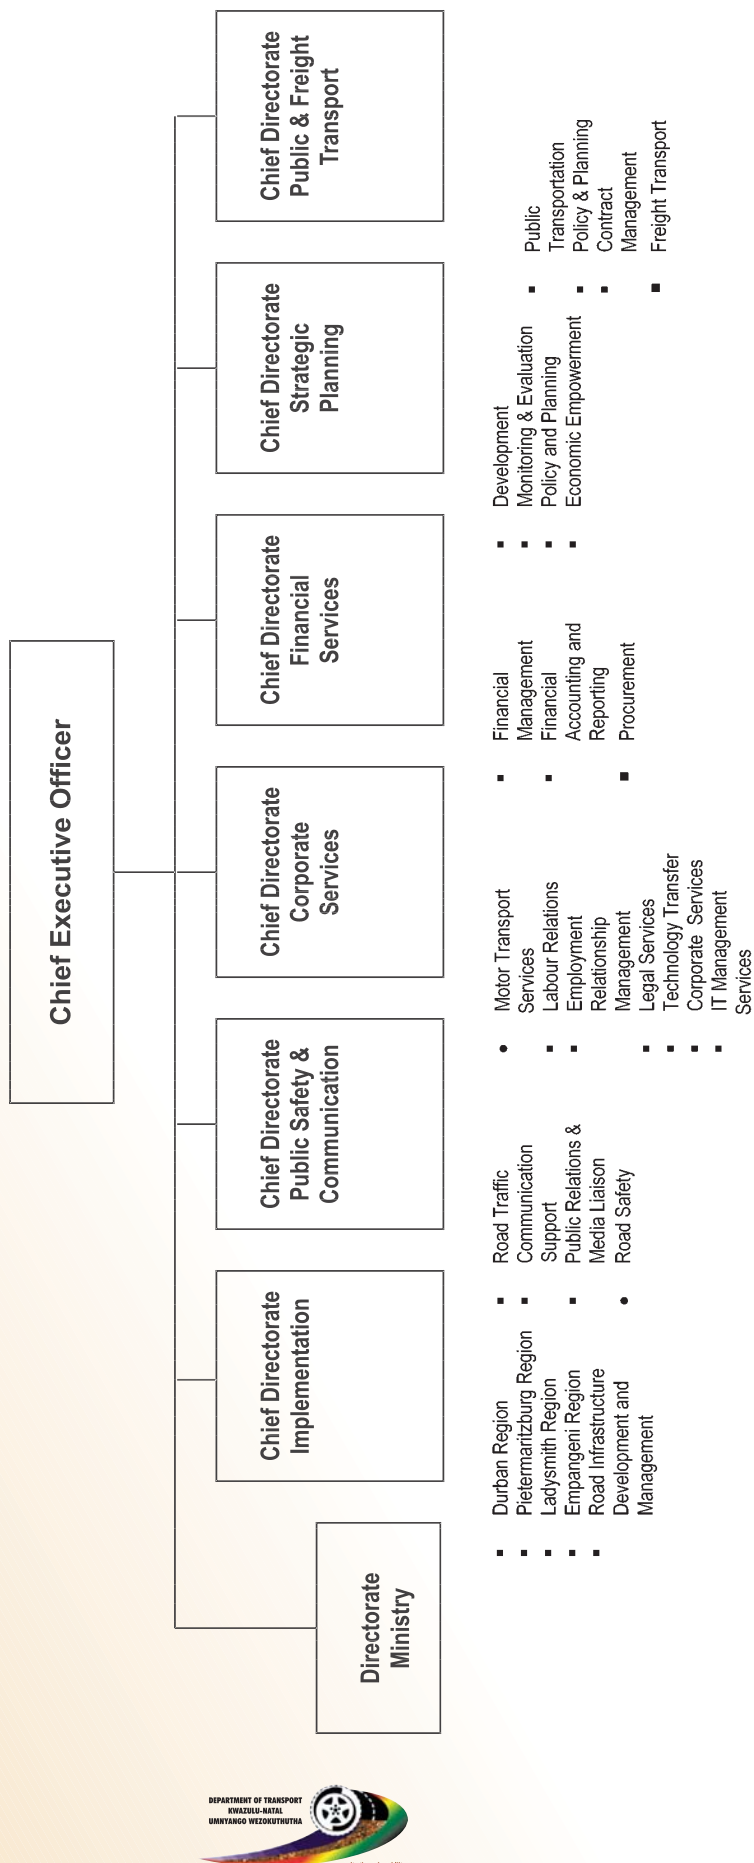 Chief Executive Officer
Directorate
Ministry
Chief Directorate
Implementation
Chief Directorate
Public Safety &
Communication
Chief Directorate
Corporate
Services
Chief Directorate
Financial
Services
Chief Directorate
Strategic
Planning
Chief Directorate
Public & Freight
Transport
▪ Durban Region
▪ Pietermaritzburg Region
▪ Ladysmith Region
▪ Empangeni Region
▪ Road Infrastructure
Development and
Management
▪ Road Traffic
▪ Communication
Support
▪ Public Relations &
Media Liaison
• Road Safety
• Motor Transport
Services
▪ Labour Relations
▪ Employment
Relationship
Management
▪ Legal Services
▪ Technology Transfer
▪ Corporate Services
▪ IT Management
Services
▪ Financial
Management
▪ Financial
Accounting and
Reporting
▪ Procurement
▪ Development
▪ Monitoring & Evaluation
▪ Policy and Planning
▪ Economic Empowerment
▪ Public
Transportation
▪ Policy & Planning
▪ Contract
Management
▪ Freight Transport
DEPARTMENT OF TRANSPORT
KWAZULU-NATAL
UMNYANGO WEZOKUTHUTHA